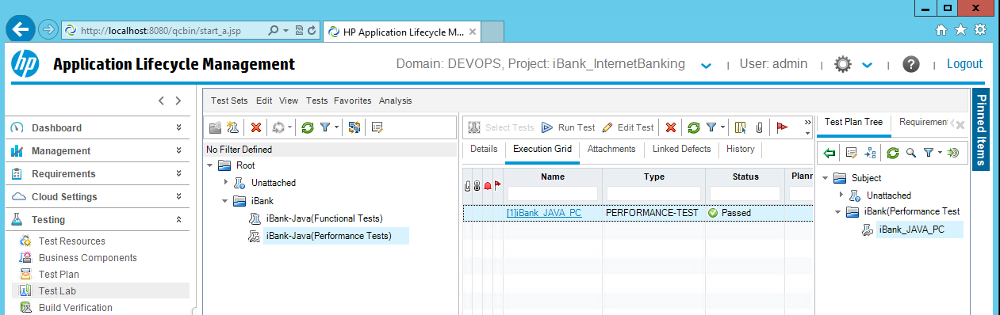 http://localhost:8080/qcbin/start_a.jsp
HP Application Lifecycle M...
hp
Application Lifecycle Management
Domain: DEVOPS, Project: iBank_InternetBanking
User: admin
Logout
Dashboard
Management
Requirements
Cloud Settings
Testing
Test Resources
Business Components
Test Plan
Test Lab
Build Verification
Test Sets Edit View Tests Favorites Analysis
No Filter Defined
Root
Unattached
iBank
iBank-Java(Functional Tests)
iBank-Java(Performance Tests)
Select Tests Run Test Edit Test
Details Execution Grid Attachments Linked Defects History
Name Type Status Plann
[1]iBank_JAVA_PC PERFORMANCE-TEST Passed
Test Plan Tree Requirement
Subject
Unattached
iBank(Performance Test
iBank_JAVA_PC
Pinned Items